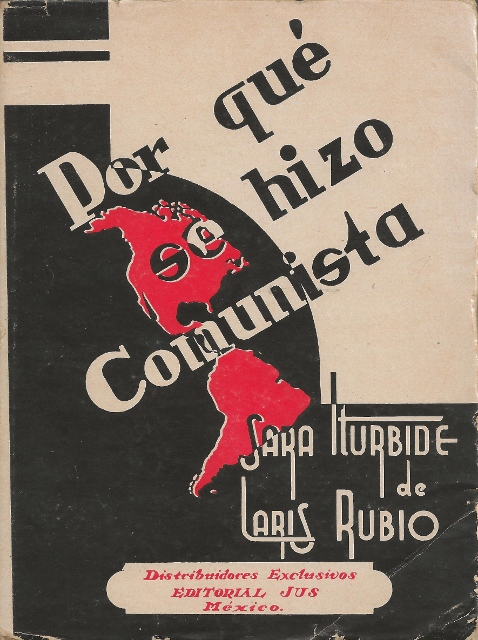 Por qué
se hizo
Comunista
SARA ITURBIDE
de
LARIS RUBIO
Distribuidores Exclusivos
EDITORIAL JUS
México.